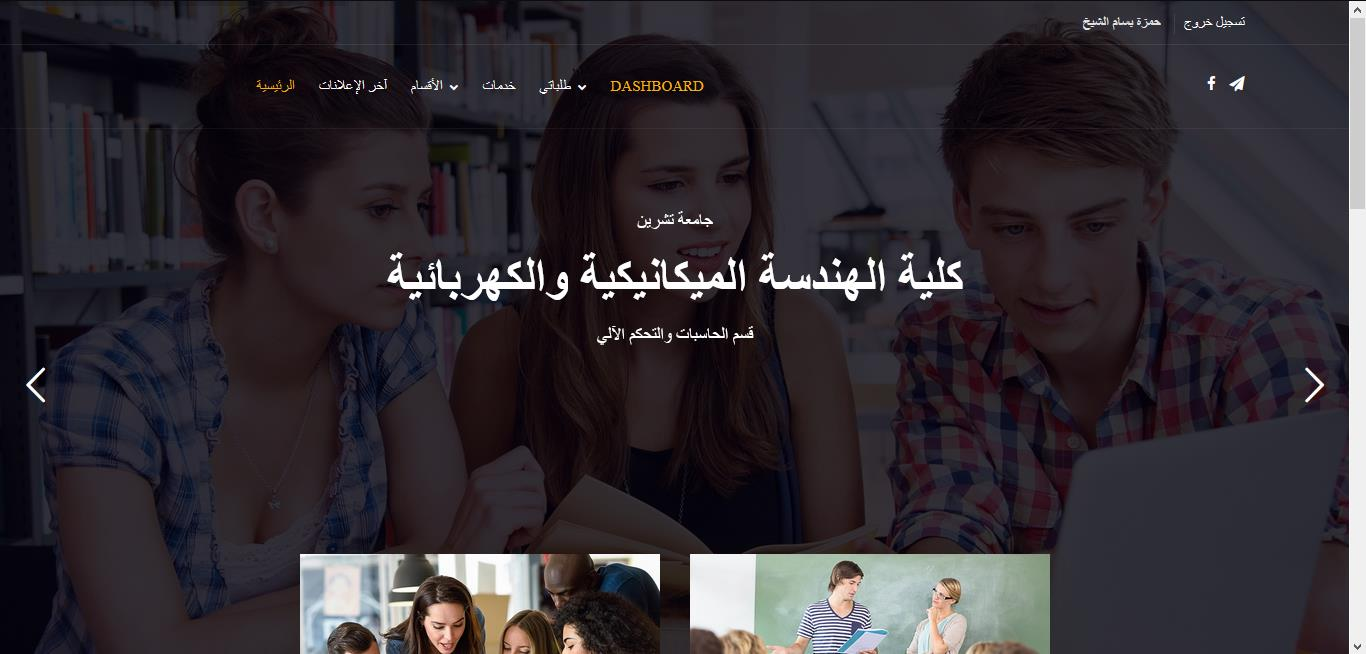 تسجيل خروج
حمزة بسام الشيخ
الرئيسية آخر الإعلانات الأقسام خدمات طلباتي DASHBOARD
جامعة تشرين
كلية الهندسة الميكانيكية والكهربائية
قسم الحاسبات والتحكم الآلي